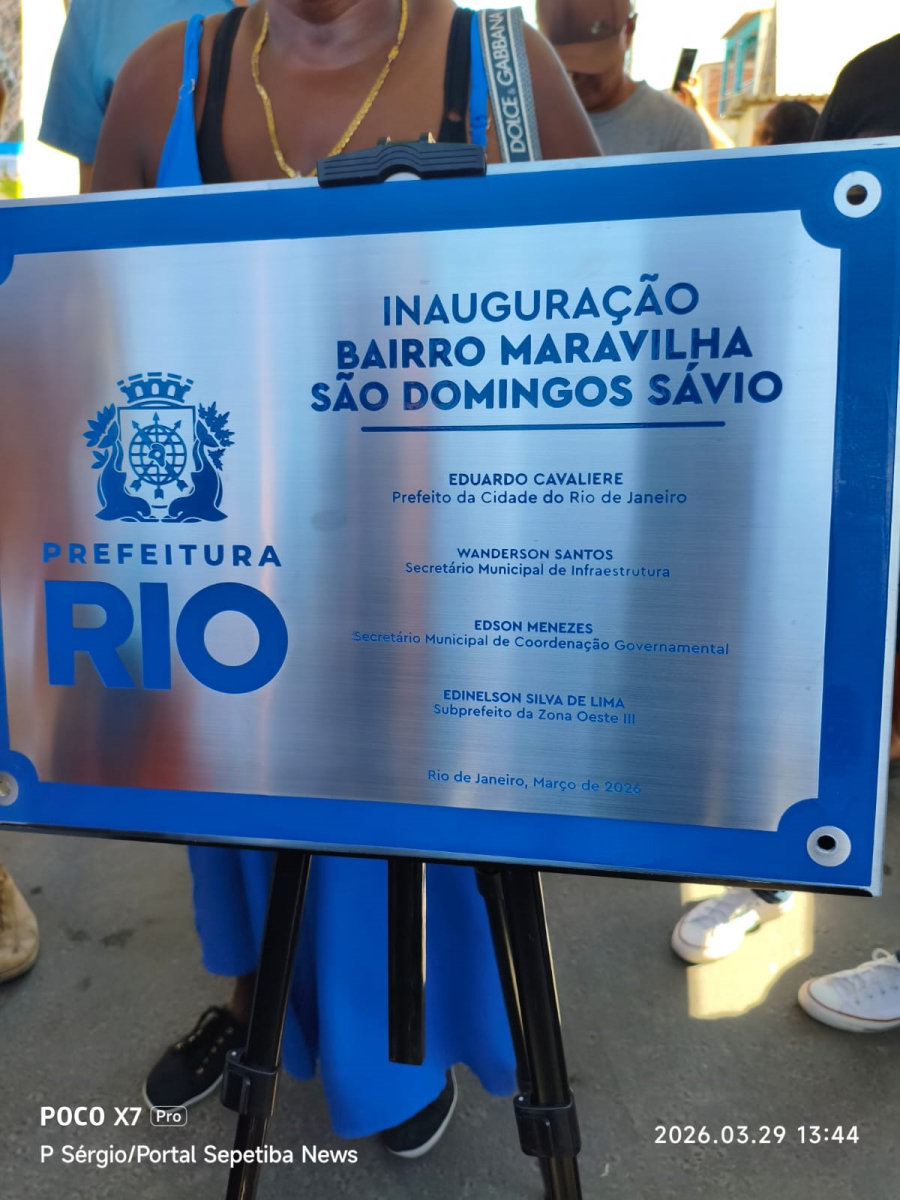 DOLCE & GABBANA
INAUGURAÇÃO
BAIRRO MARAVILHA
SÃO DOMINGOS SÁVIO
EDUARDO CAVALIERE
Prefeito da Cidade do Rio de Janeiro
WANDERSON SANTOS
Secretário Municipal de Infraestrutura
EDSON MENEZES
Secretário Municipal de Coordenação Governamental
EDINELSON SILVA DE LIMA
Subprefeito da Zona Oeste III
Rio de Janeiro, Março de 2026
PREFEITURA
RIO
POCO X7 Pro
P Sérgio/Portal Sepetiba News
2026.03.29 13:44